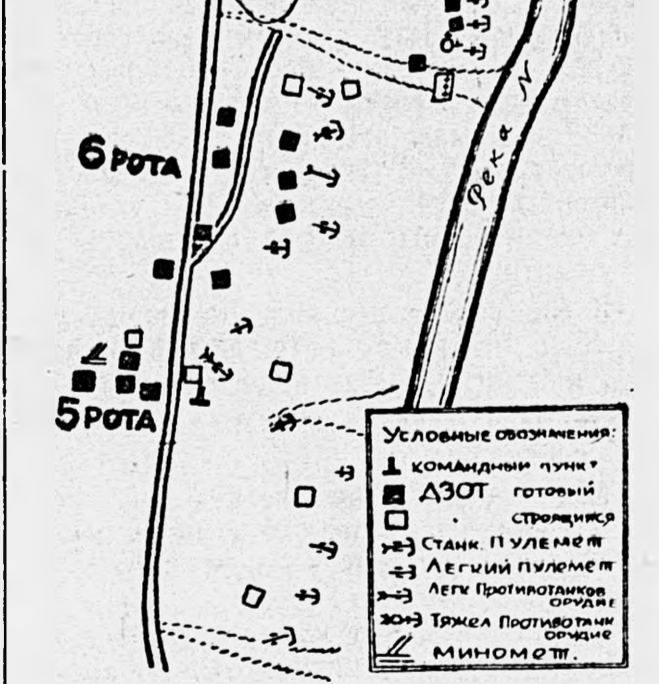 6 РОТА
Река N
5 РОТА
Условные обозначения:
командный пункт
ДЗОТ готовый
" строящийся
Станк. пулемет
Легкий пулемет
Легк Противотанков
орудие
Тяжел Противотанк
орудие
миномет.